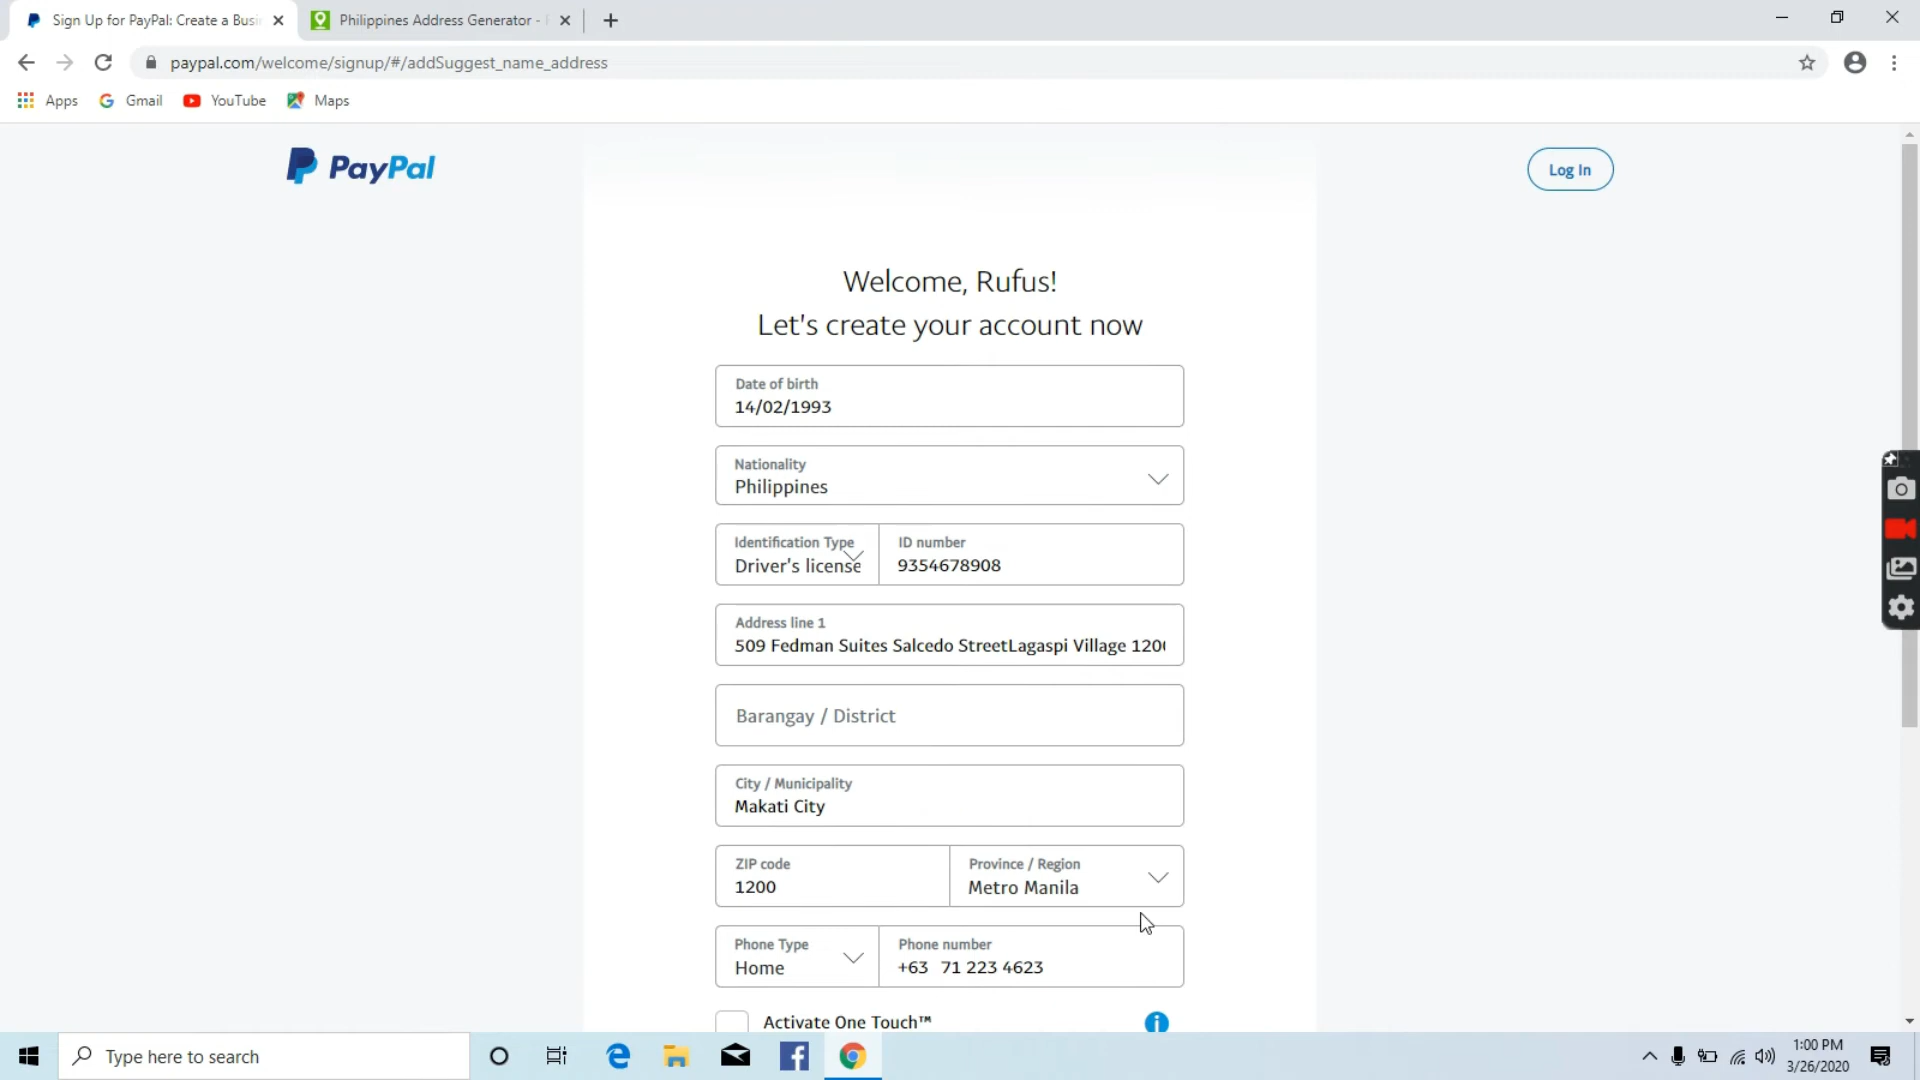 Sign Up for PayPal: Create a Busi
Philippines Address Generator -
paypal.com/welcome/signup/#/addSuggest_name_address
Apps
Gmail
YouTube
Maps
PayPal
Log In
Welcome, Rufus!
Let's create your account now
Date of birth
14/02/1993
Nationality
Philippines
Identification Type
Driver's license
ID number
9354678908
Address line 1
509 Fedman Suites Salcedo StreetLagaspi Village 120
Barangay / District
City / Municipality
Makati City
ZIP code
1200
Province / Region
Metro Manila
Phone Type
Home
Phone number
+63 71 223 4623
Activate One Touch™
Type here to search
1:00 PM
3/26/2020